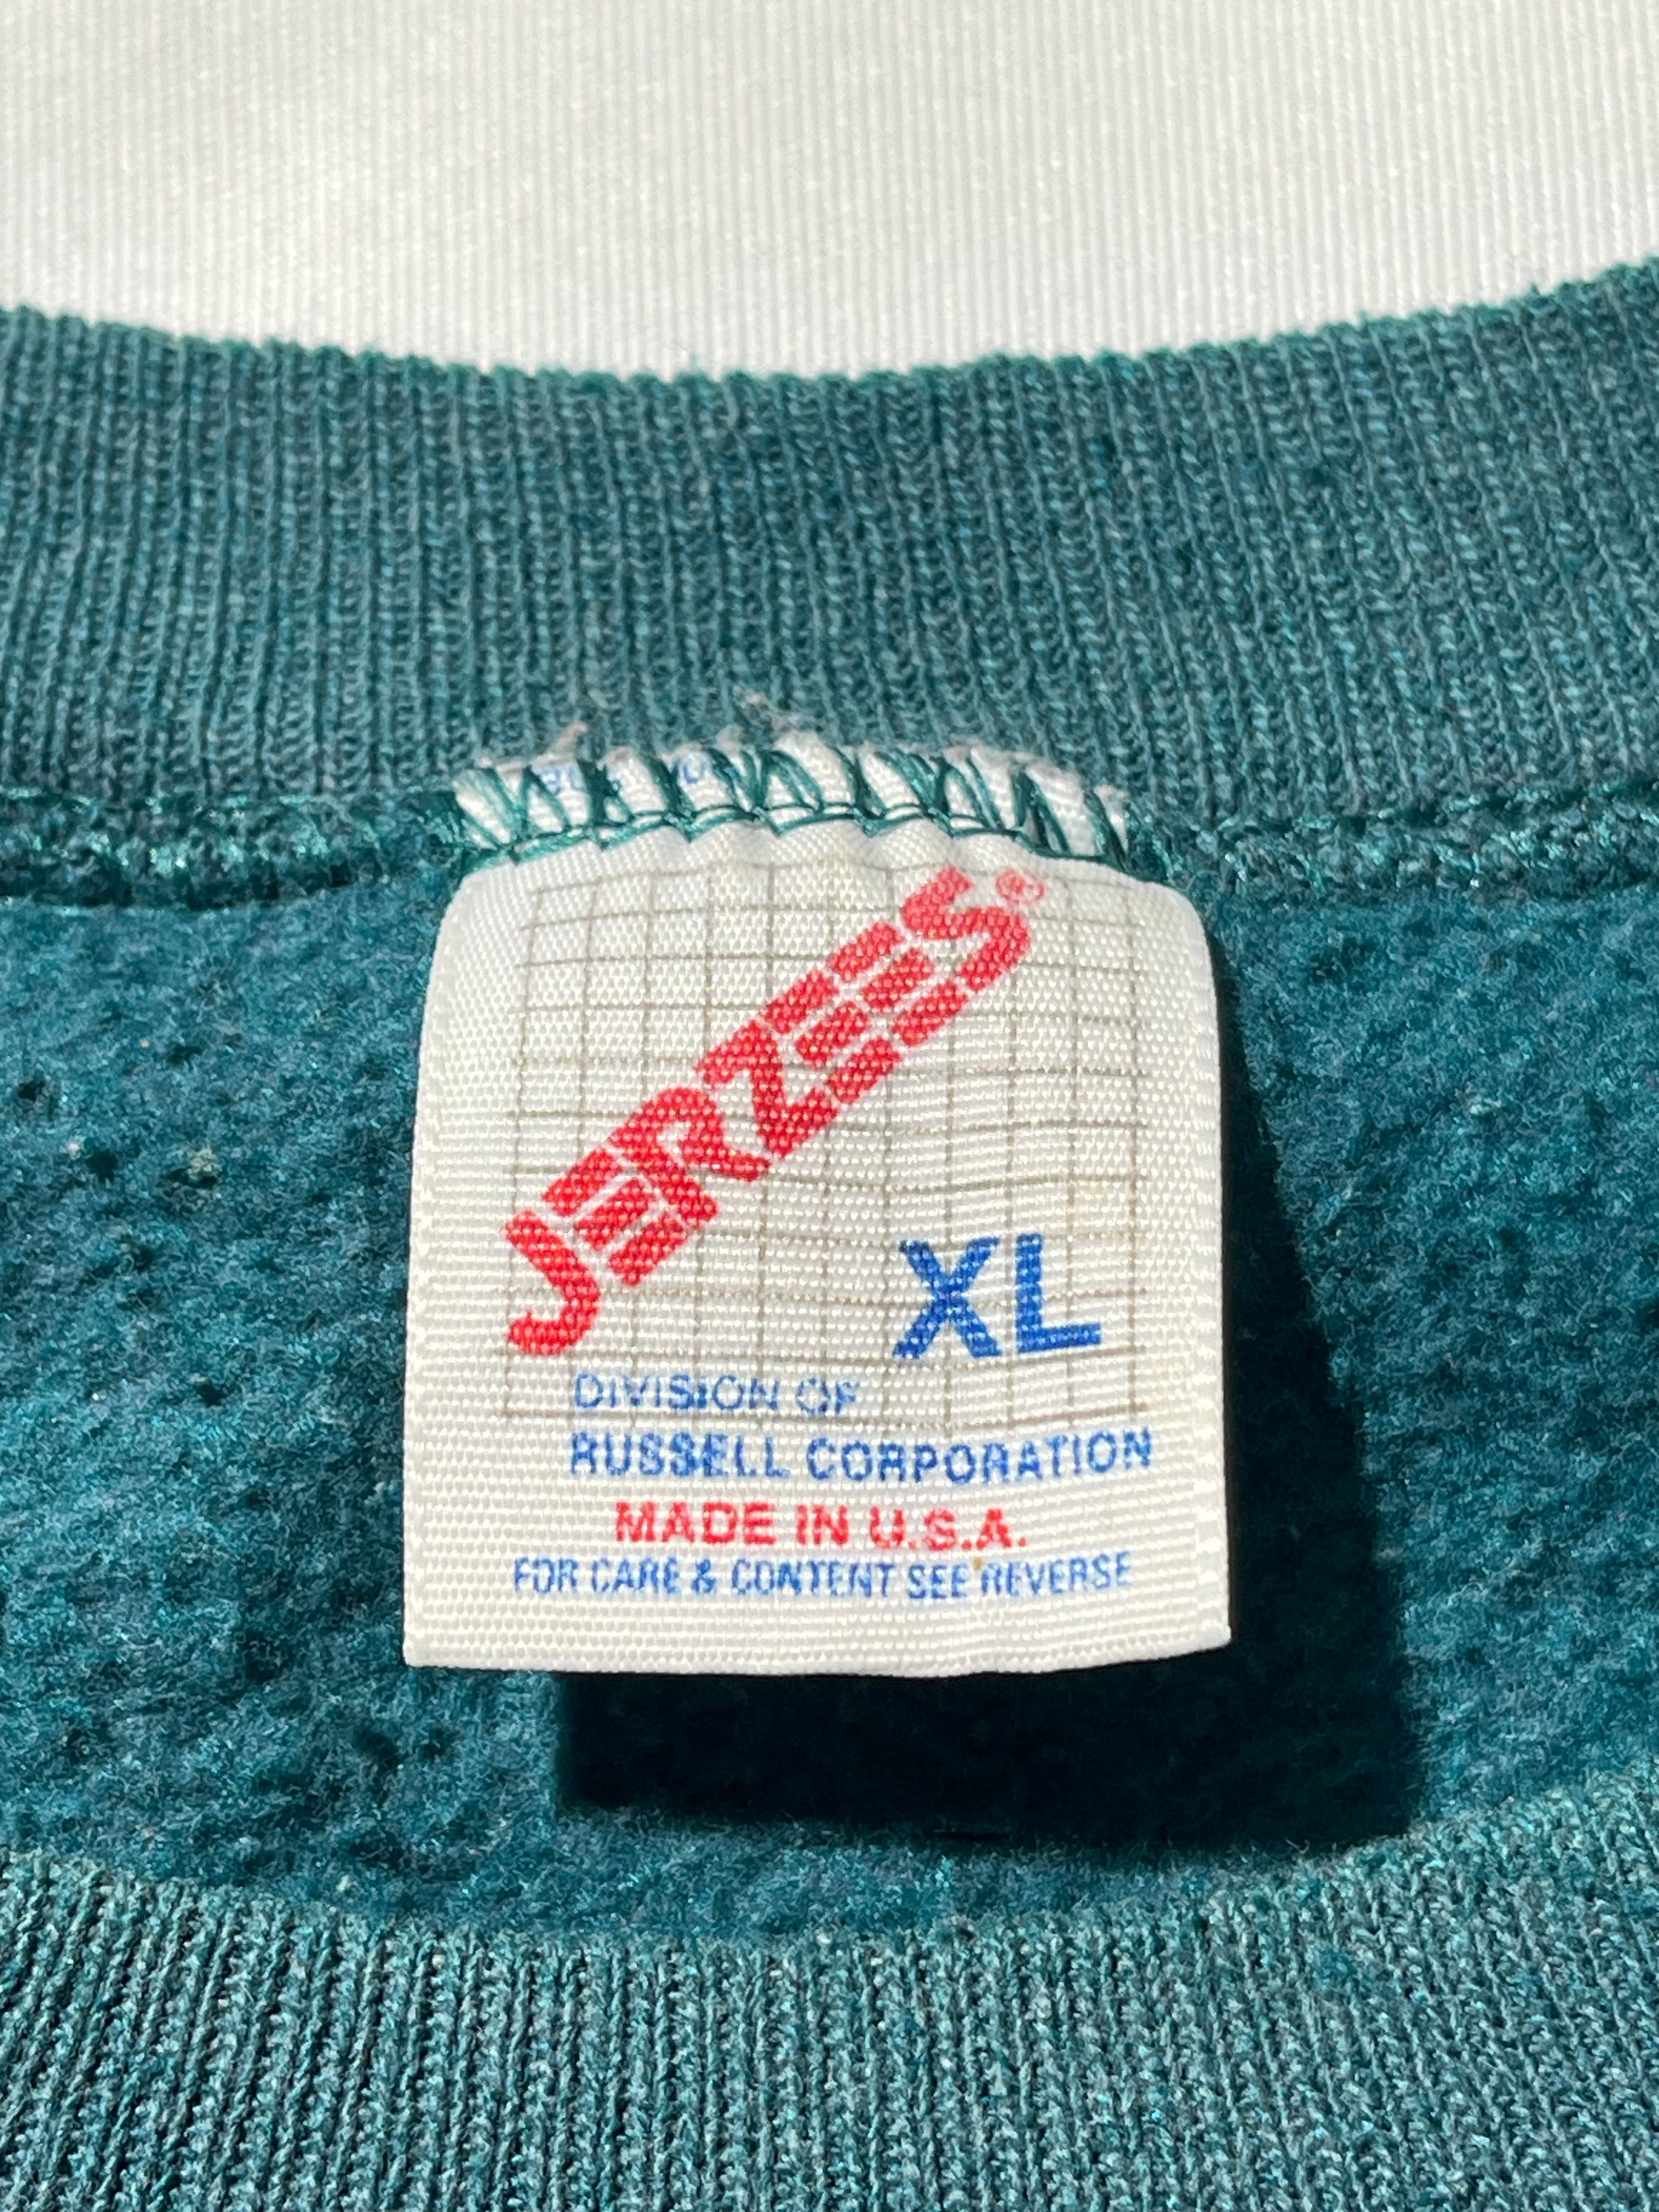 JERZEES®
XL
DIVISION OF
RUSSELL CORPORATION
MADE IN U.S.A.
FOR CARE & CONTENT SEE REVERSE